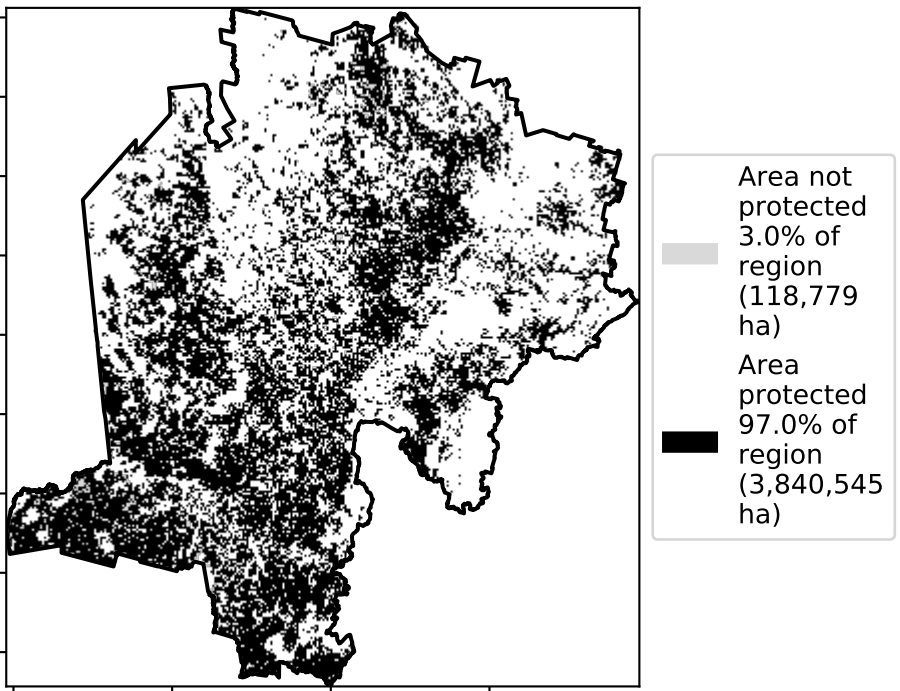 Area not
protected
3.0% of
region
(118,779
ha)
Area
protected
97.0% of
region
(3,840,545
ha)